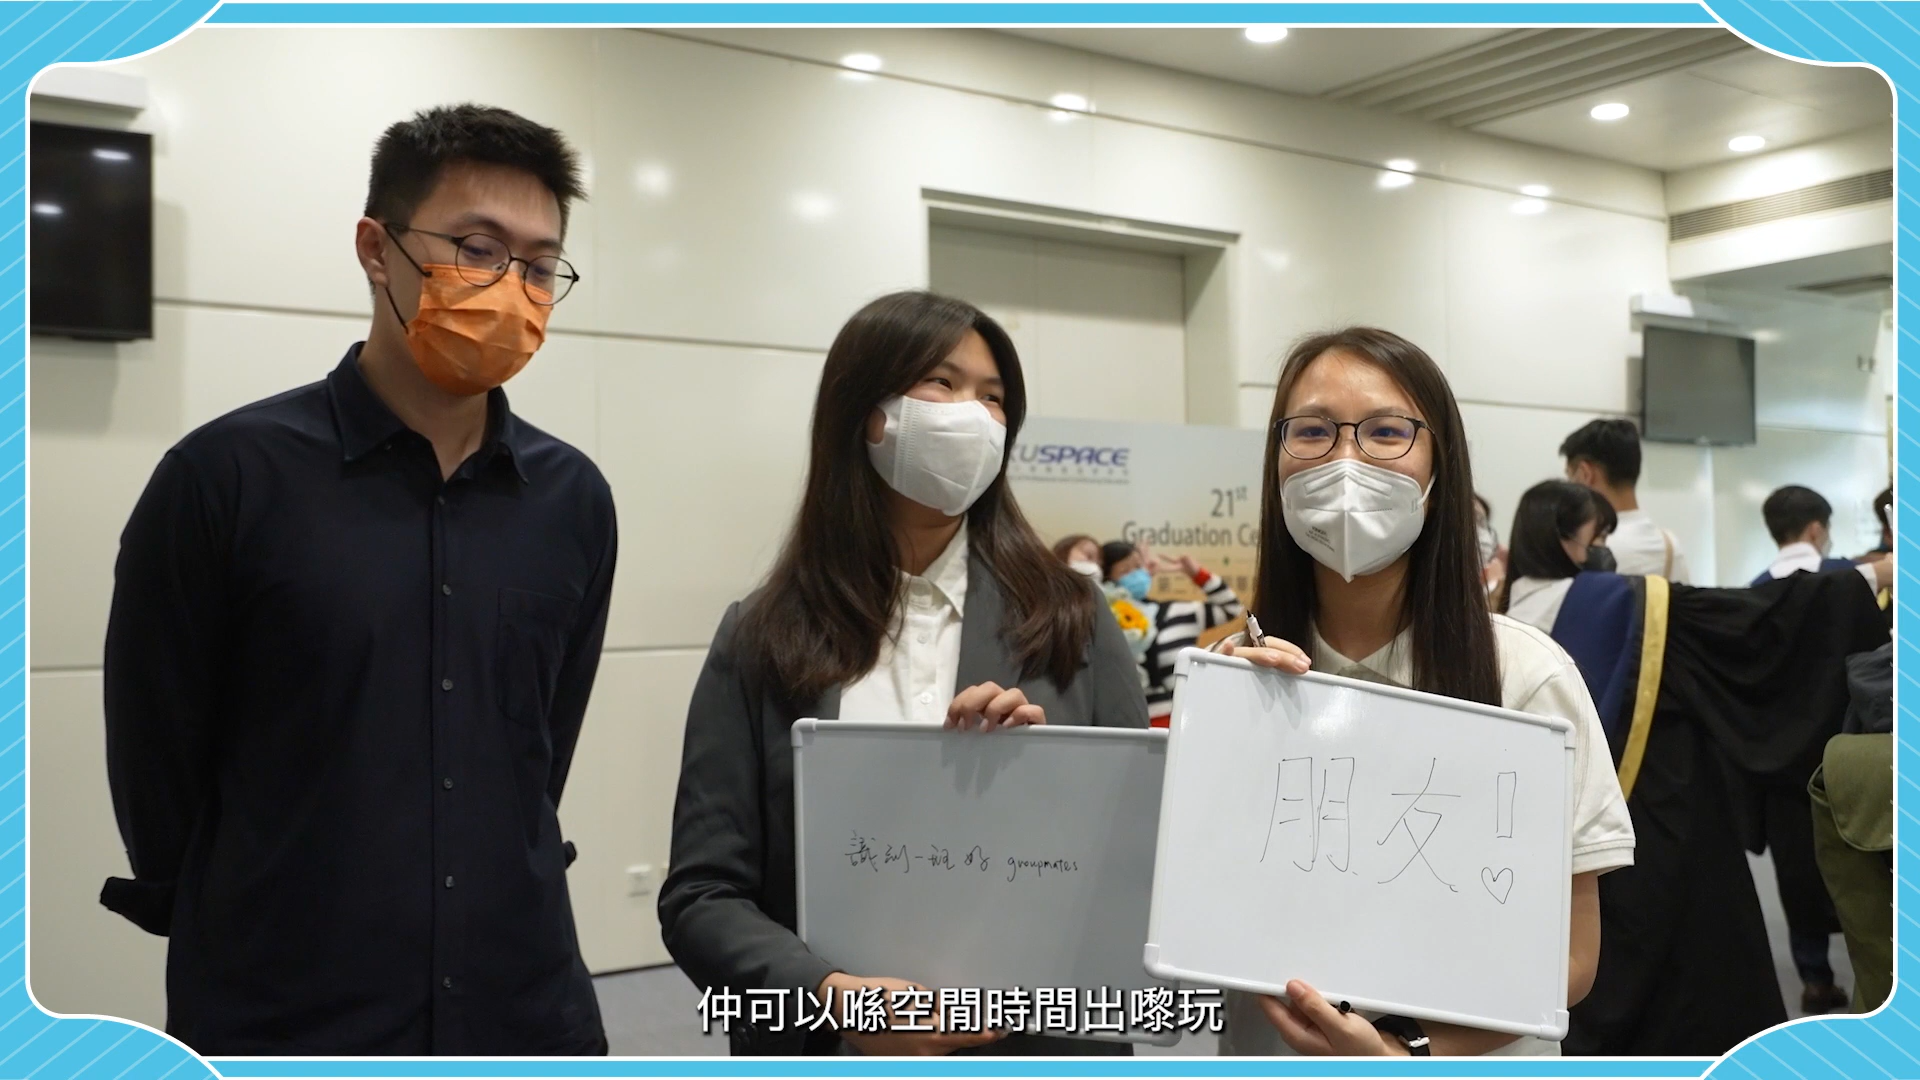 KUSPACE
21st
Graduation Ce
識到一班好 groupmates
朋友!♡
仲可以喺空閒時間出嚟玩